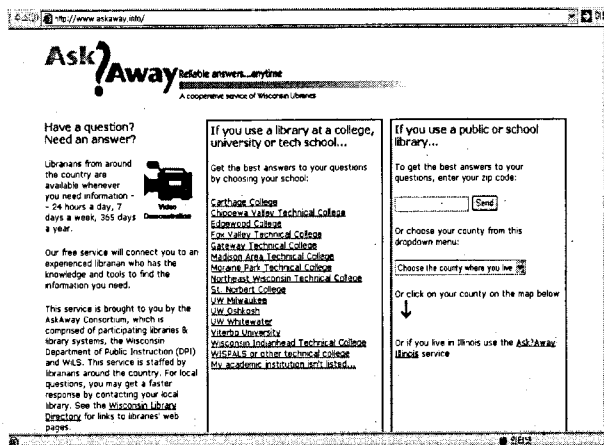 주소(D) http://www.askaway.info/
Ask?Away
Reliable answers...anytime
A cooperative service of Wisconsin Libraries
Have a question?
Need an answer?
Librarians from around
the country are
available whenever
you need information -
- 24 hours a day, 7
days a week, 365 days
a year.
Video
Demonstration
Our free service will connect you to an
experienced librarian who has the
knowledge and tools to find the
information you need.
This service is brought to you by the
AskAway Consortium, which is
comprised of participating libraries &
library systems, the Wisconsin
Department of Public Instruction (DPI)
and WiLS. This service is staffed by
librarians around the country. For local
questions, you may get a faster
response by contacting your local
library. See the Wisconsin Library
Directory for links to libraries' web
pages.
If you use a library at a college,
university or tech school...
Get the best answers to your questions
by choosing your school:
Carthage College
Chippewa Valley Technical College
Edgewood College
Fox Valley Technical College
Gateway Technical College
Madison Area Technical College
Moraine Park Technical College
Northeast Wisconsin Technical College
St. Norbert College
UW Milwaukee
UW Oshkosh
UW Whitewater
Viterbo University
Wisconsin Indianhead Technical College
WISPALS or other technical college
My academic institution isn't listed...
If you use a public or school
library...
To get the best answers to your
questions, enter your zip code:
Send
Or choose your county from this
dropdown menu:
Choose the county where you live
Or click on your county on the map below
Or if you live in Illinois use the Ask?Away
Illinois service
인터넷